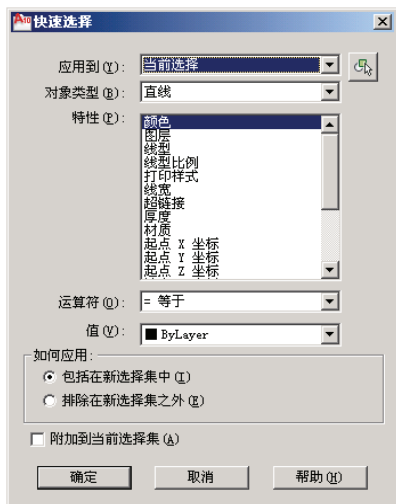 快速选择
应用到(Y): 当前选择
对象类型(B): 直线
特性(P): 颜色
图层
线型
线型比例
打印样式
线宽
超链接
厚度
材质
起点 X 坐标
起点 Y 坐标
起点 Z 坐标
运算符(O): = 等于
值(V): ByLayer
如何应用:
包括在新选择集中(I)
排除在新选择集之外(E)
附加到当前选择集(A)
确定 取消 帮助(H)